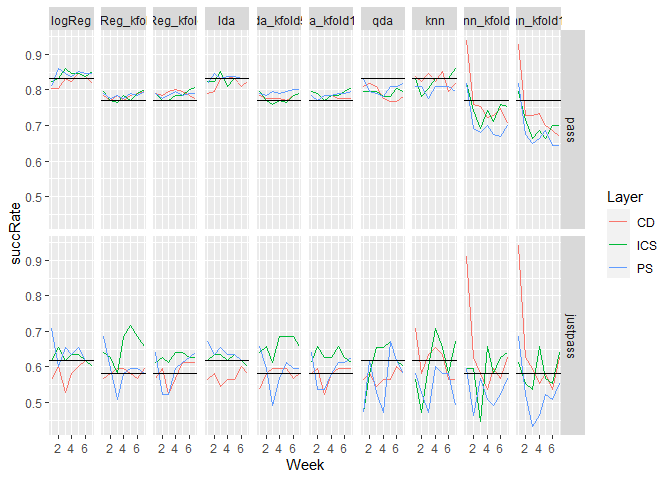 logReg Reg_kfo Reg_kfol lda da_kfold5 a_kfold1 qda knn nn_kfold nn_kfold1
0.9
0.8
0.7
0.6
0.5
pass
0.9
0.8
0.7
0.6
0.5
justpass
succRate
2 4 6 2 4 6 2 4 6 2 4 6 2 4 6 2 4 6 2 4 6 2 4 6 2 4 6 2 4 6
Week
Layer
CD
ICS
PS